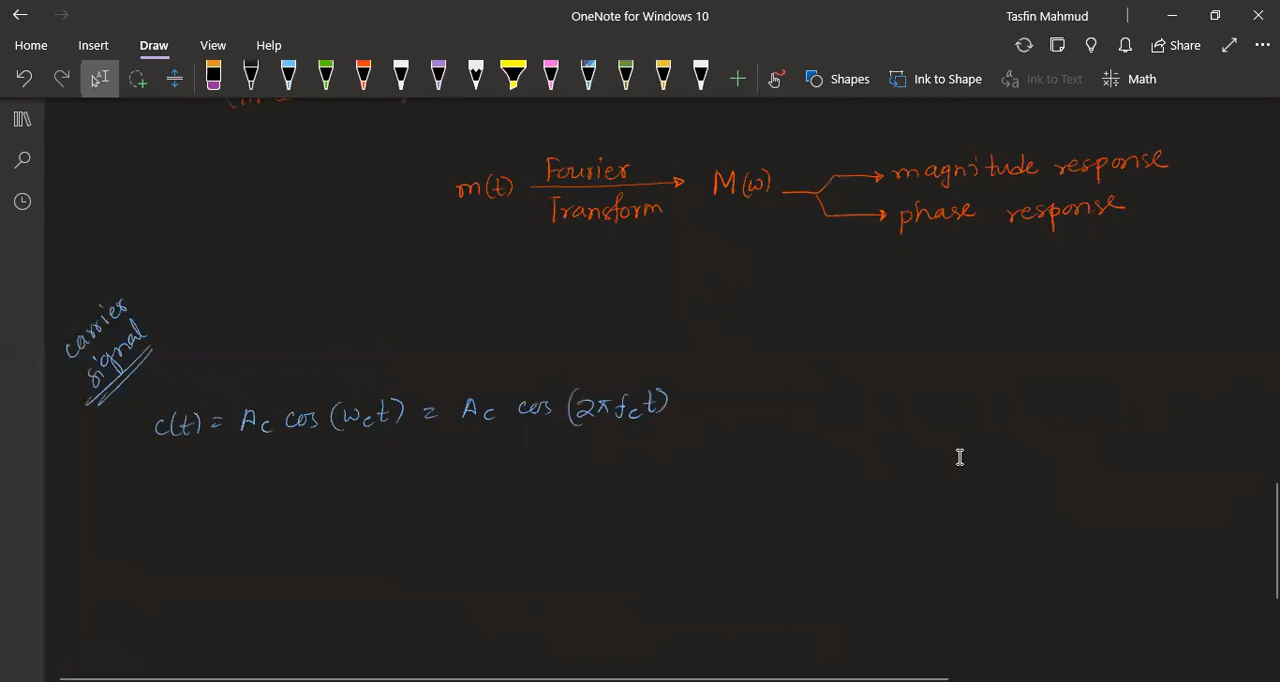 OneNote for Windows 10
Tasfin Mahmud
Home Insert Draw View Help
Share
Shapes Ink to Shape Ink to Text Math
m(t) Fourier Transform M(ω) magnitude response
phase response
carrier
signal
c(t) = Ac cos (ωct) = Ac cos (2πfct)